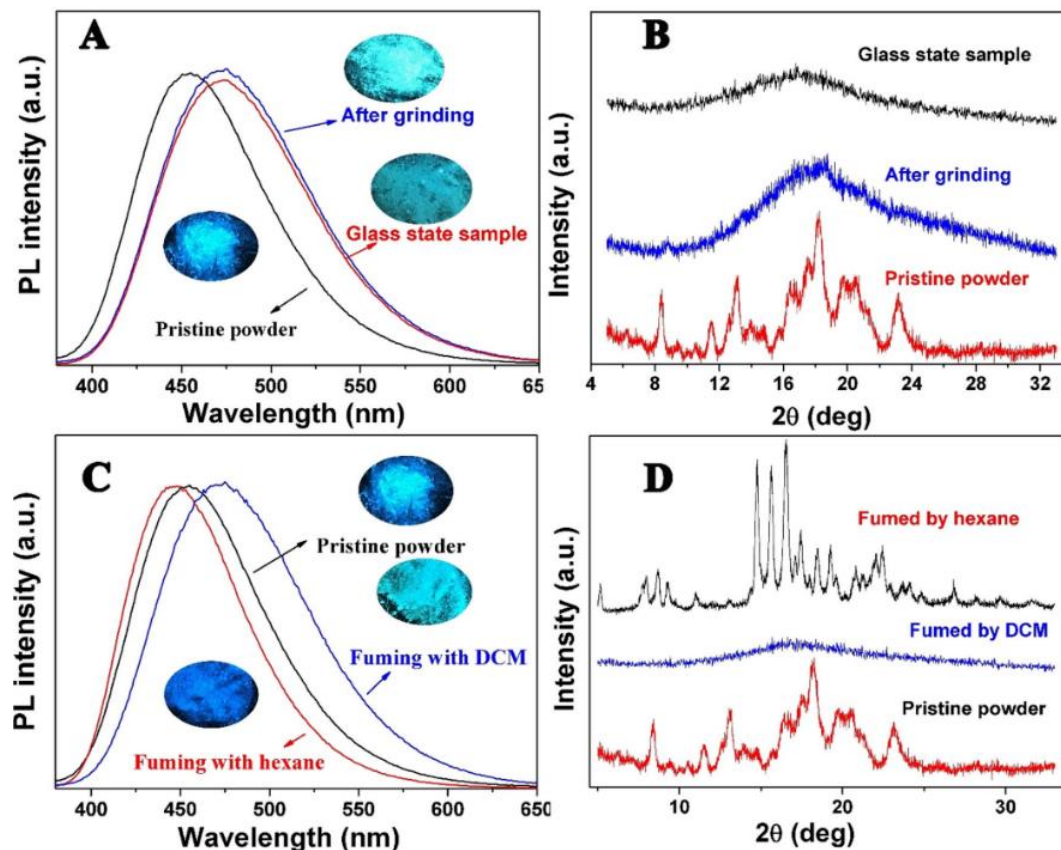 A
After grinding
Glass state sample
Pristine powder
PL intensity (a.u.)
400 450 500 550 600 65
Wavelength (nm)
B
Glass state sample
After grinding
Pristine powder
Intensity (a.u.)
4 8 12 16 20 24 28 32
2θ (deg)
C
Pristine powder
Fuming with DCM
Fuming with hexane
PL intensity (a.u.)
400 450 500 550 600 650
Wavelength (nm)
D
Fumed by hexane
Fumed by DCM
Pristine powder
Intensity (a.u.)
10 20 30
2θ (deg)